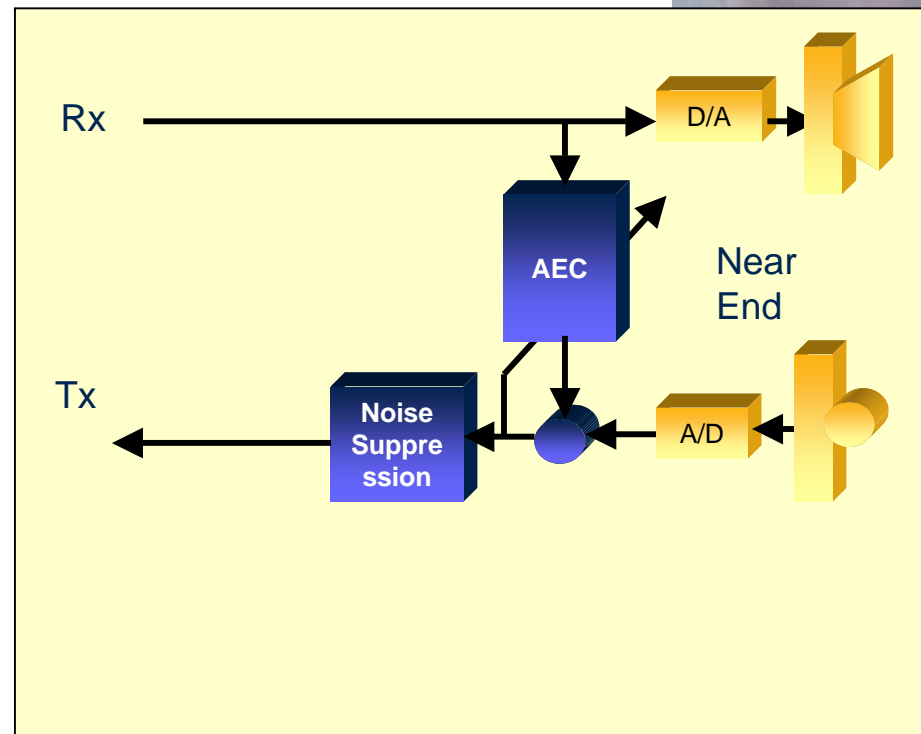 Rx
D/A
AEC
Near
End
Tx
Noise
Suppre
ssion
A/D